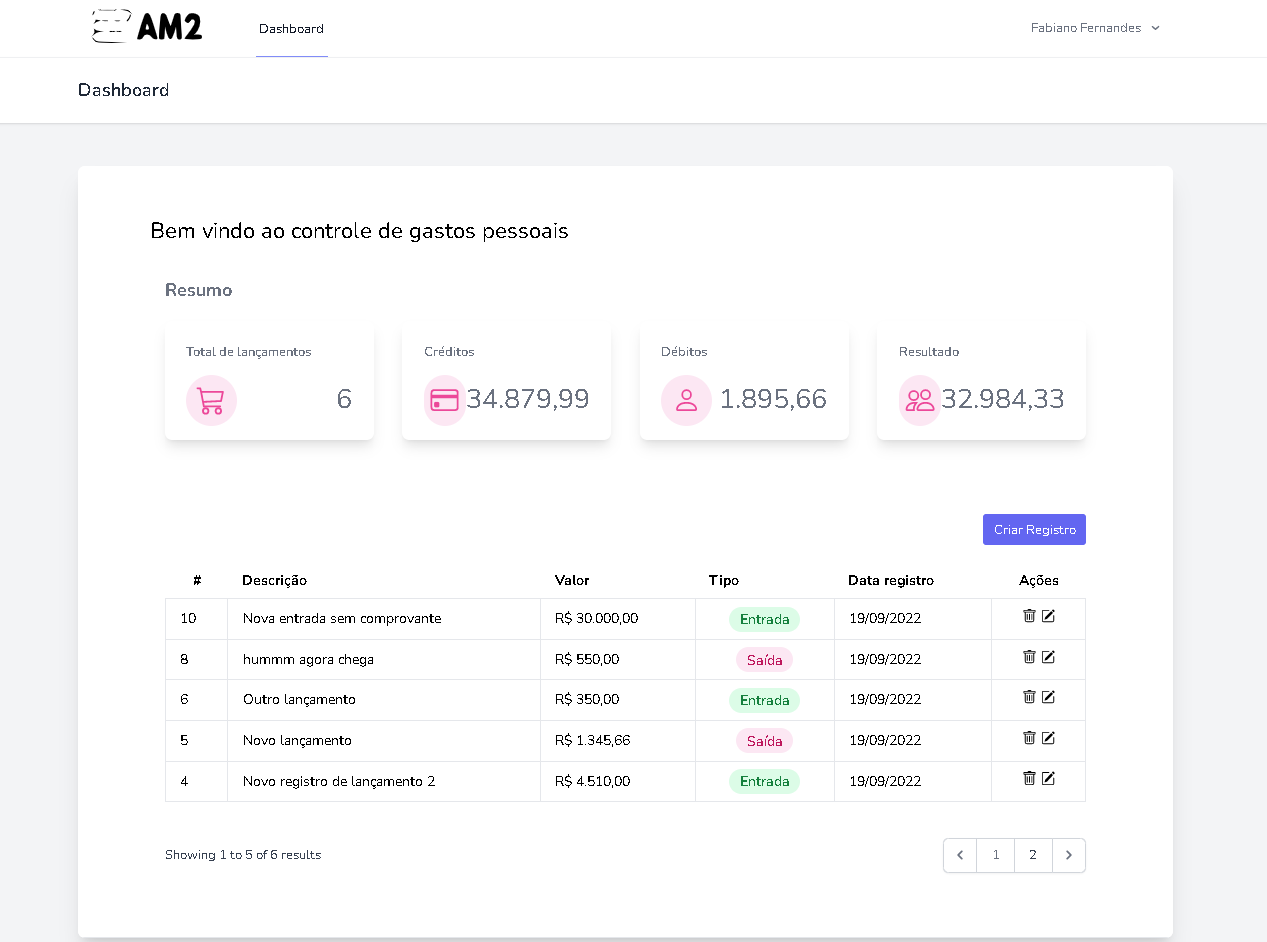 AM2 Dashboard Fabiano Fernandes
Dashboard
Bem vindo ao controle de gastos pessoais
Resumo
Total de lançamentos Créditos Débitos Resultado
6 34.879,99 1.895,66 32.984,33
Criar Registro
# Descrição Valor Tipo Data registro Ações
10 Nova entrada sem comprovante R$ 30.000,00 Entrada 19/09/2022
8 hummm agora chega R$ 550,00 Saída 19/09/2022
6 Outro lançamento R$ 350,00 Entrada 19/09/2022
5 Novo lançamento R$ 1.345,66 Saída 19/09/2022
4 Novo registro de lançamento 2 R$ 4.510,00 Entrada 19/09/2022
Showing 1 to 5 of 6 results 1 2